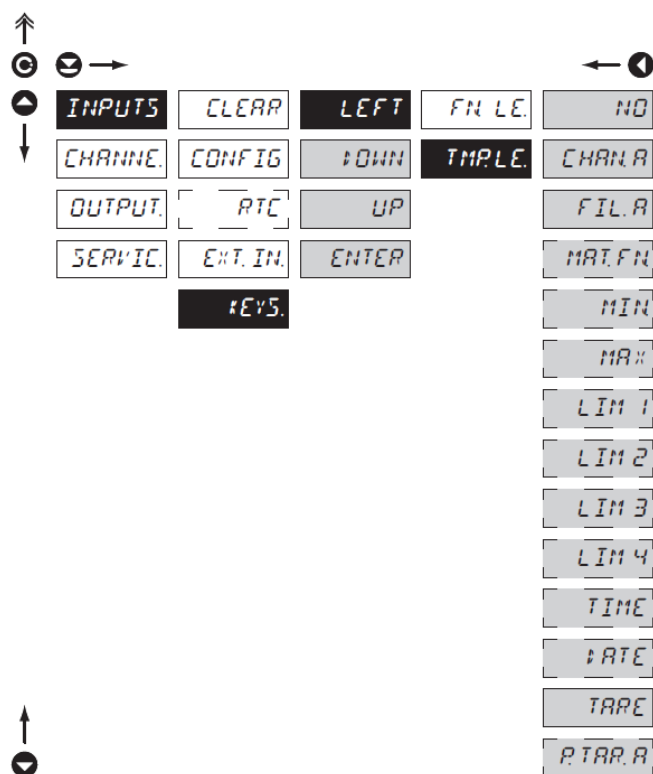 INPUTS CLEAR LEFT FN. LE. NO
CHANNE. CONFIG DOWN TMP.LE. CHAN.A
OUTPUT. RTC UP FIL. A
SERVIC. EXT. IN. ENTER MAT.FN.
KEYS. MIN.
MAX
LIM 1
LIM 2
LIM 3
LIM 4
TIME
DATE
TARE
P.TAR. A